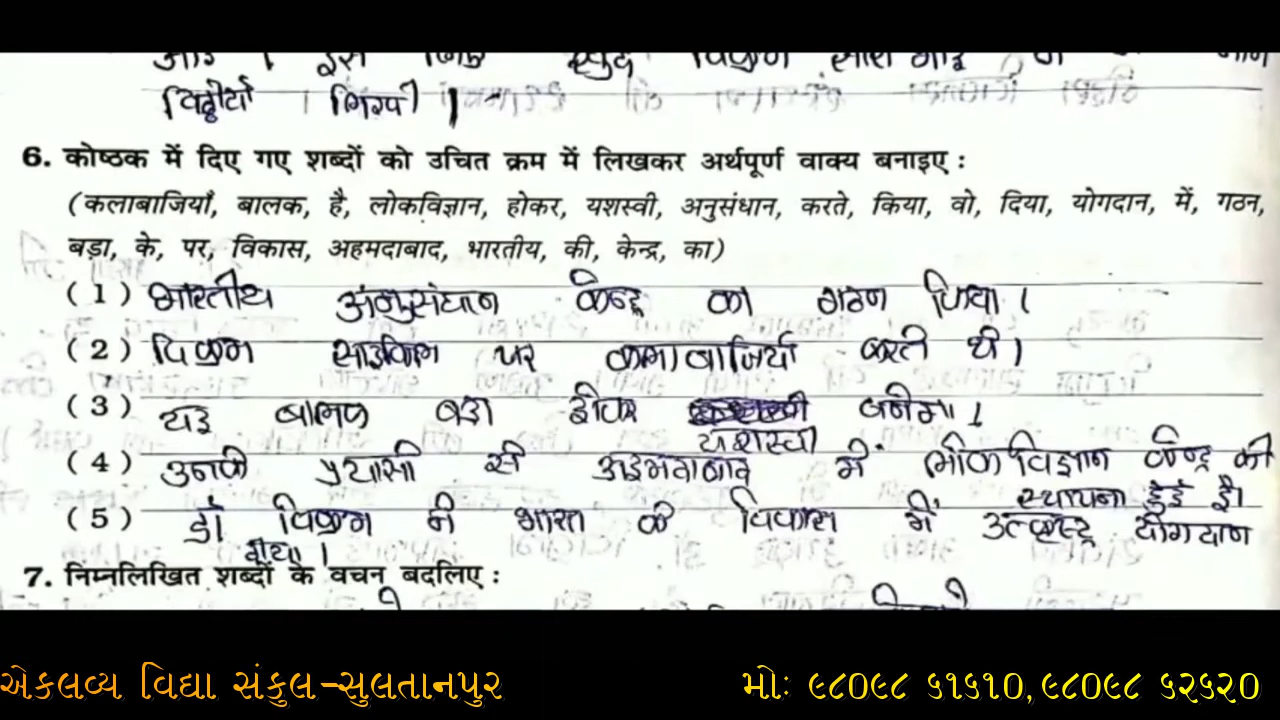 विद्वीयाँ लिखी |
6. कोष्ठक में दिए गए शब्दों को उचित क्रम में लिखकर अर्थपूर्ण वाक्य बनाइए :
(कलाबाजियाँ, बालक, है, लोकविज्ञान, होकर, यशस्वी, अनुसंधान, करते, किया, वो, दिया, योगदान, में, गठन,
बड़ा, के, पर, विकास, अहमदाबाद, भारतीय, की, केन्द्र, का)
(1) भारतीय अंनुसंधान केन्द्र का गठण किया ।
(2) विक्रम साइकिल पर कलाबाजियाँ करते थे ।
(3) यह बालक बडा होकर यशस्वी बनेगा ।
(4) उनके प्रयासों से अहमदाबाद में लोकविज्ञान केन्द्र की
स्थापना हुई है।
(5) डॉ विक्रम ने भारत के विकास में उत्कृष्ट योगदाण
दीया ।
7. निम्नलिखित शब्दों के वचन बदलिए :
એકલવ્ય વિદ્યા સંકુલ-સુલતાનપુર મોઃ ૯૮૦૯૮ ૬૧૬૧૦, ૯૮૦૯૮ ૬૨૬૨૦